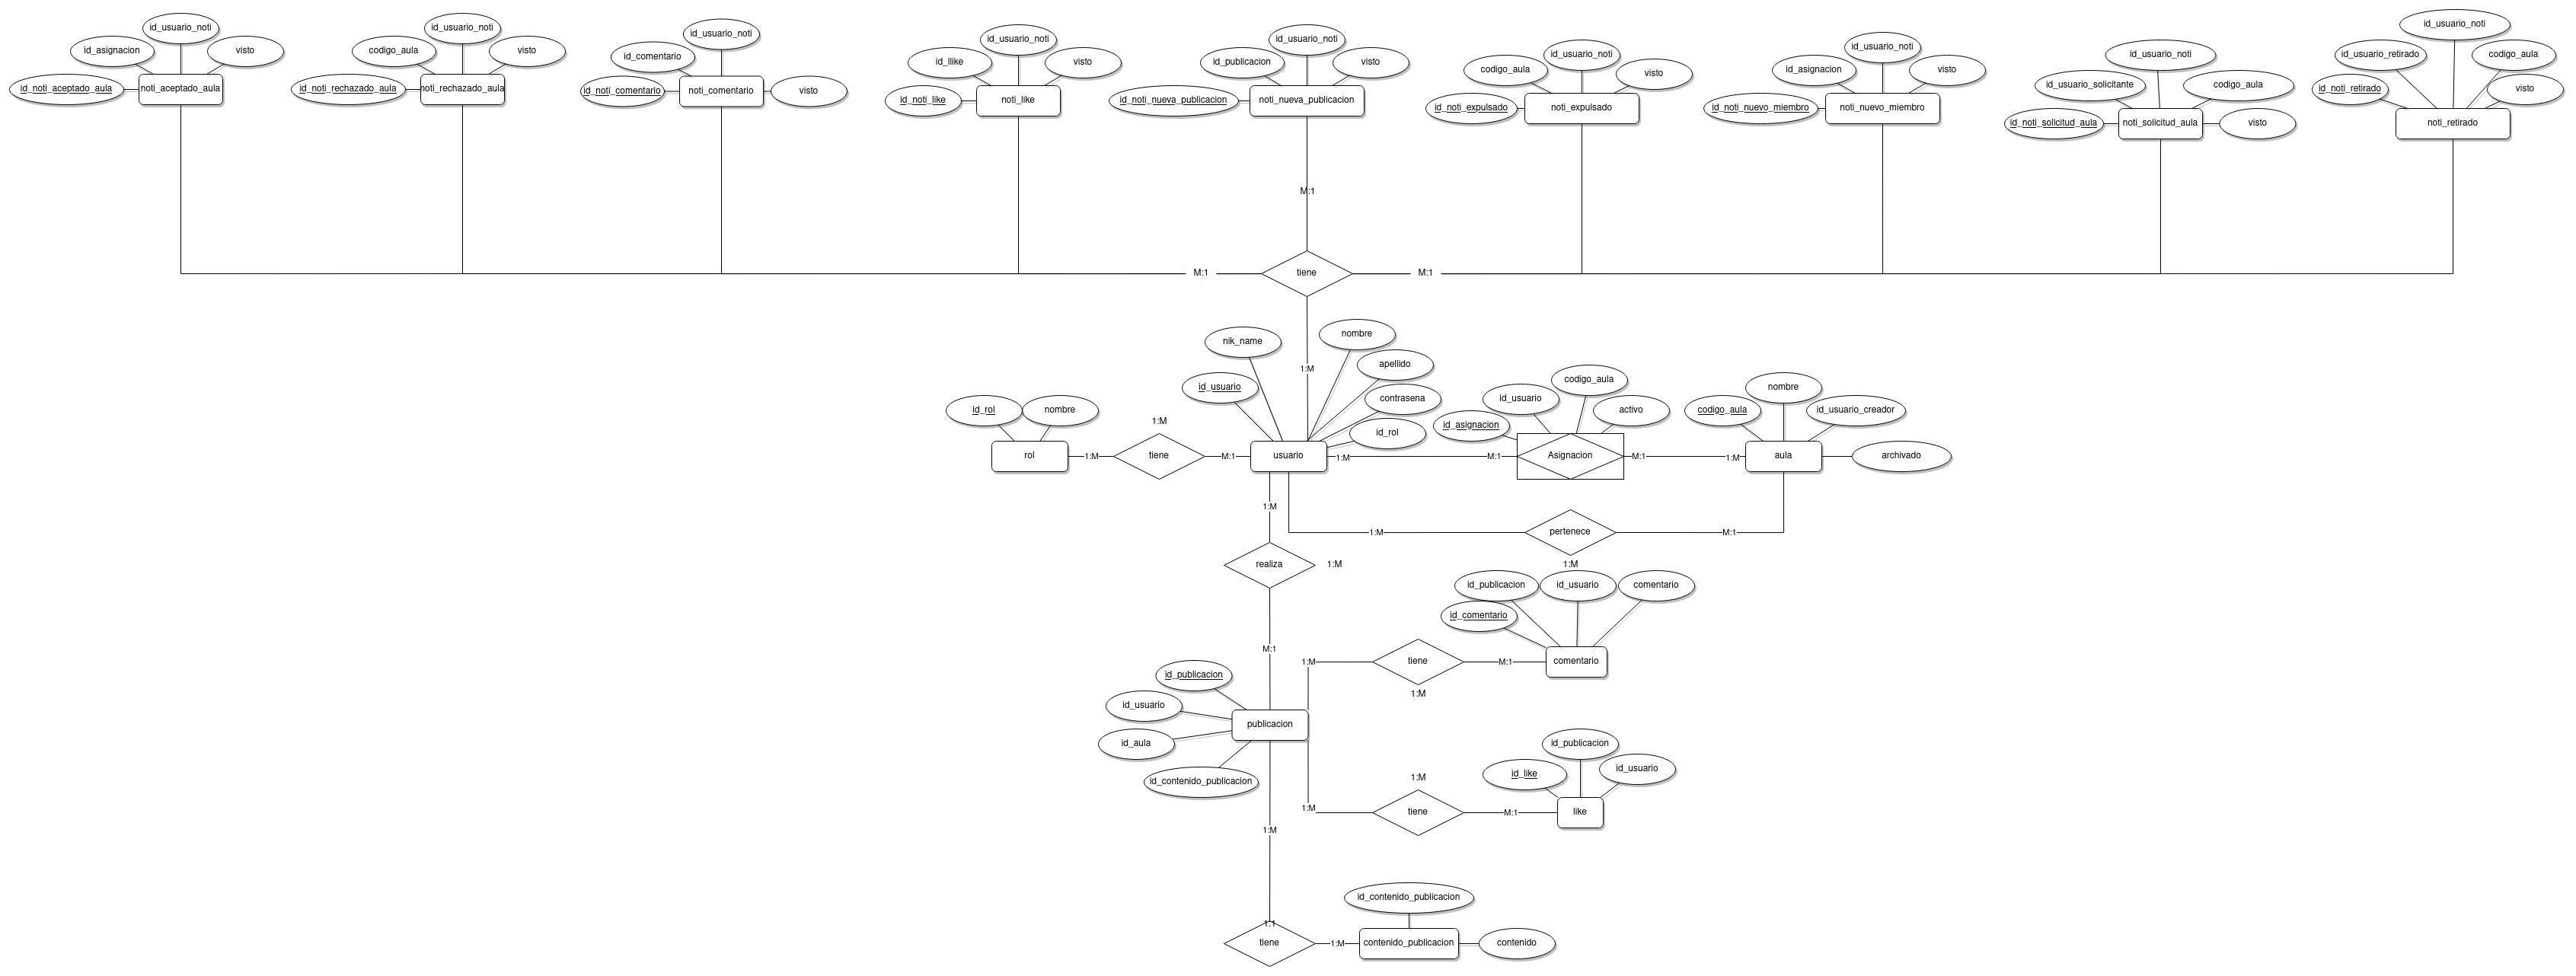 id_usuario_noti
id_asignacion
visto
id_noti_aceptado_aula
noti_aceptado_aula
id_usuario_noti
codigo_aula
visto
id_noti_rechazado_aula
noti_rechazado_aula
id_usuario_noti
id_comentario
id_noti_comentario
noti_comentario
visto
id_usuario_noti
id_llike
visto
id_noti_like
noti_like
id_usuario_noti
id_publicacion
visto
id_noti_nueva_publicacion
noti_nueva_publicacion
id_usuario_noti
codigo_aula
visto
id_noti_expulsado
noti_expulsado
id_usuario_noti
id_asignacion
visto
id_noti_nuevo_miembro
noti_nuevo_miembro
id_usuario_noti
id_usuario_solicitante
codigo_aula
id_noti_solicitud_aula
noti_solicitud_aula
visto
id_usuario_noti
id_usuario_retirado
codigo_aula
id_noti_retirado
visto
noti_retirado
M:1
M:1
tiene
M:1
nik_name
nombre
1:M
apellido
id_usuario
contrasena
id_rol
id_rol
nombre
1:M
rol
1:M
tiene
M:1
usuario
1:M
M:1
Asignacion
M:1
1:M
aula
codigo_aula
id_usuario
activo
id_asignacion
nombre
codigo_aula
id_usuario_creador
archivado
1:M
1:M
pertenece
M:1
realiza
1:M
1:M
id_publicacion
id_usuario
comentario
id_comentario
M:1
1:M
tiene
M:1
comentario
1:M
id_publicacion
id_usuario
publicacion
id_aula
id_contenido_publicacion
id_publicacion
id_like
id_usuario
1:M
1:M
tiene
M:1
like
1:M
id_contenido_publicacion
1:1
tiene
1:M
contenido_publicacion
contenido